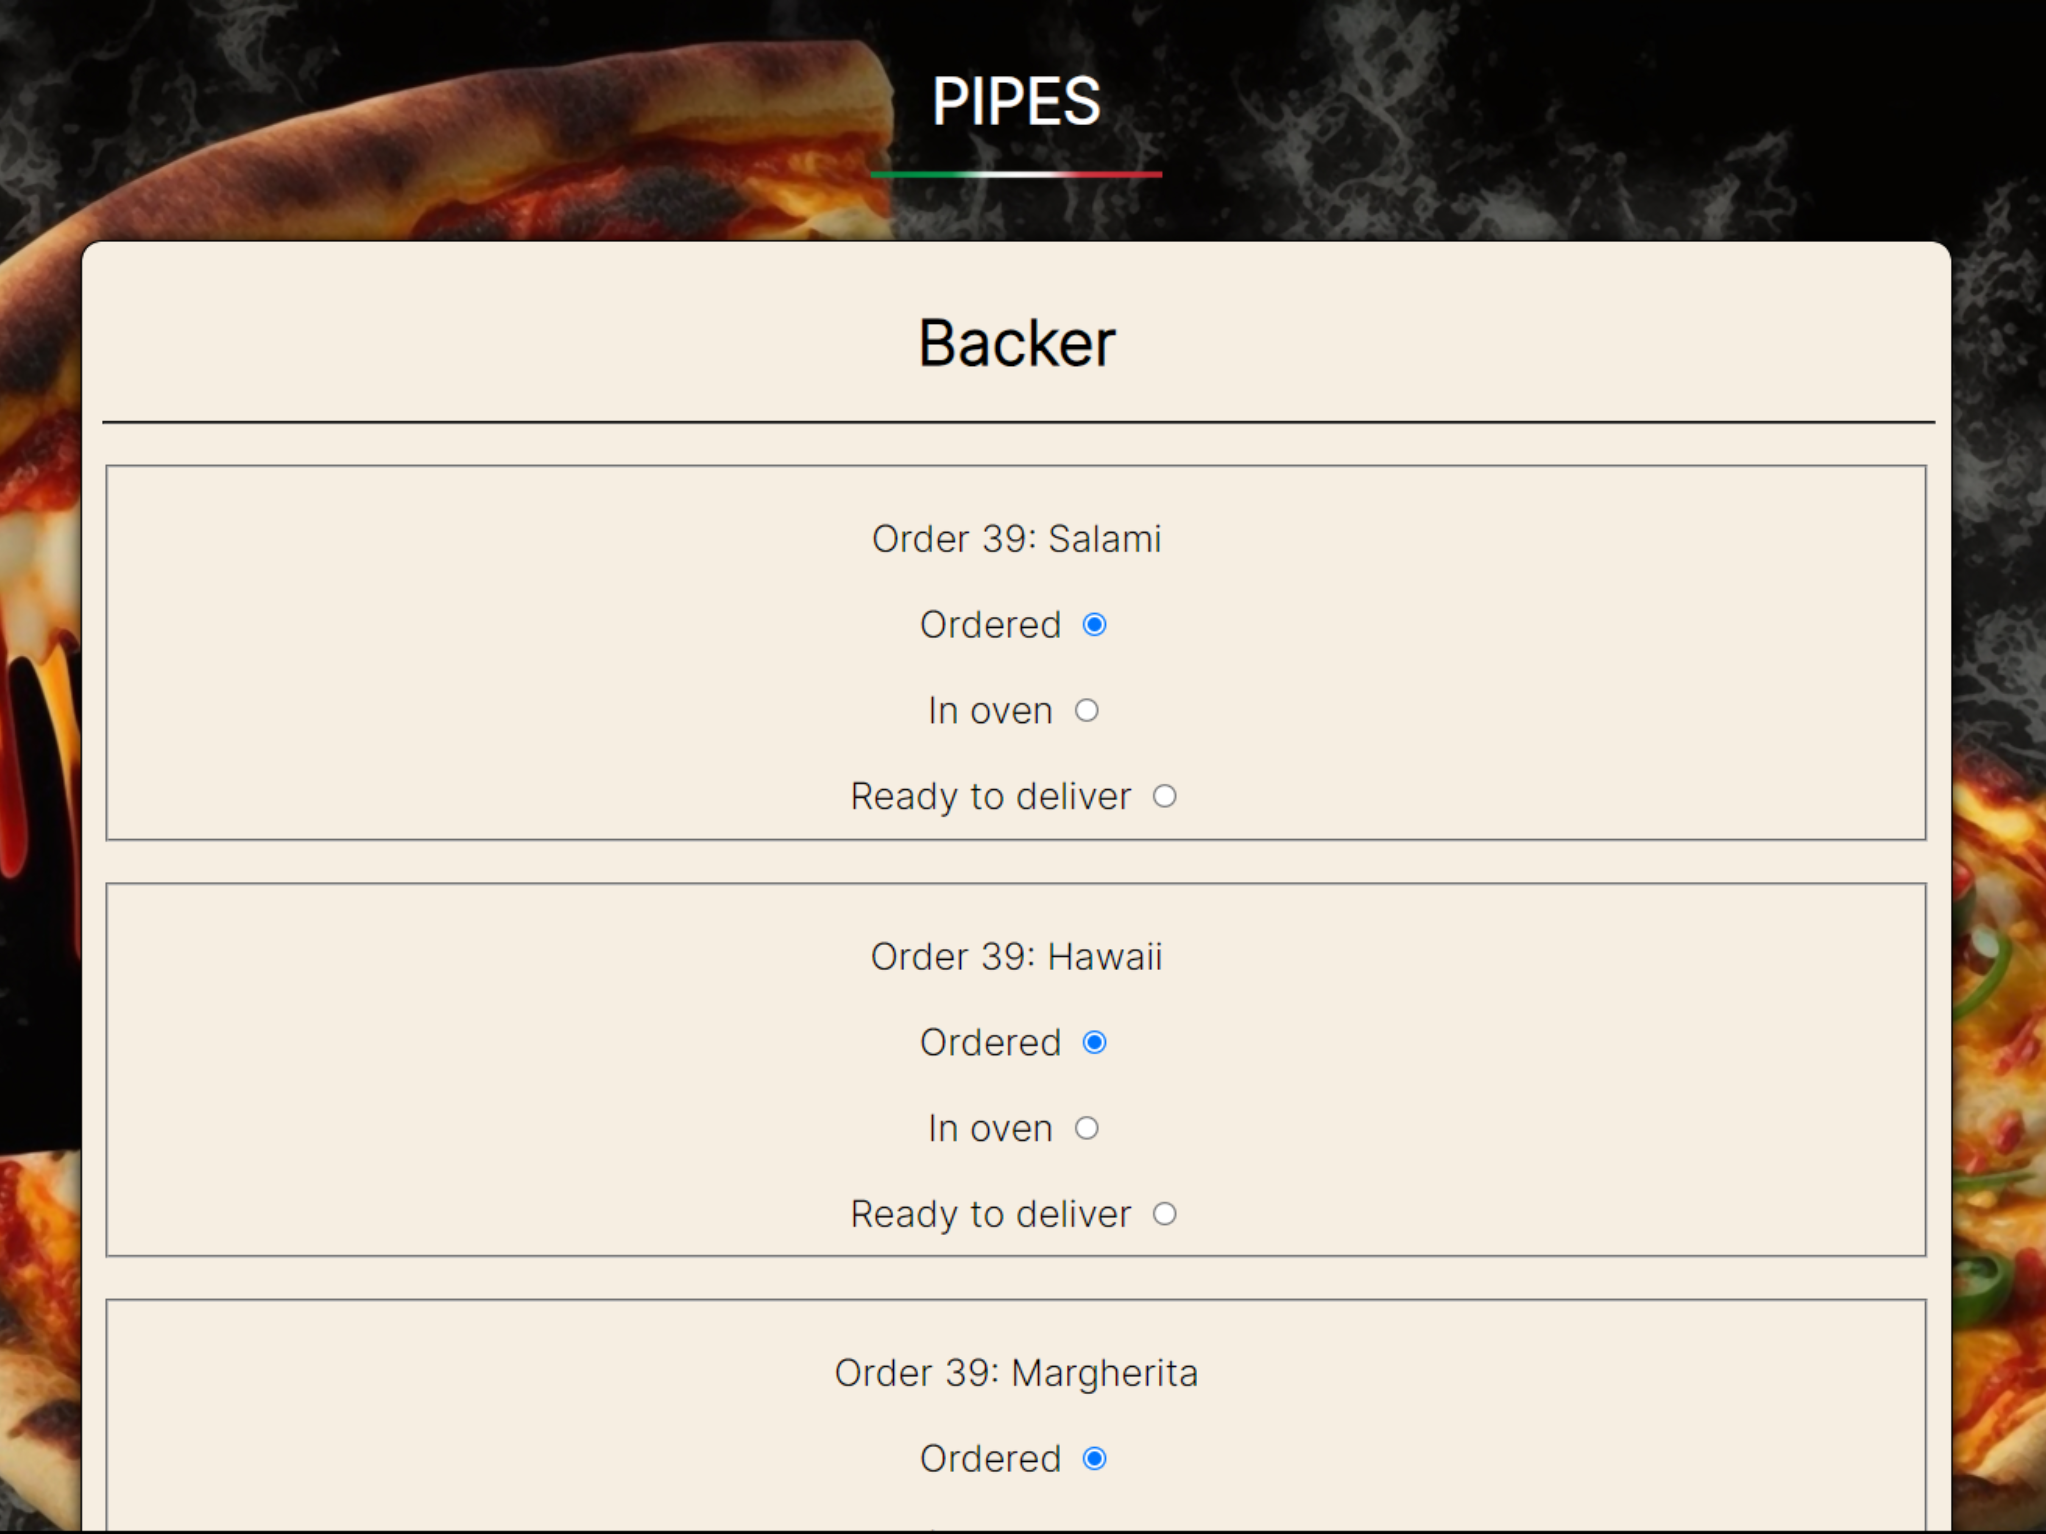 PIPES
Backer
Order 39: Salami
Ordered
In oven
Ready to deliver
Order 39: Hawaii
Ordered
In oven
Ready to deliver
Order 39: Margherita
Ordered